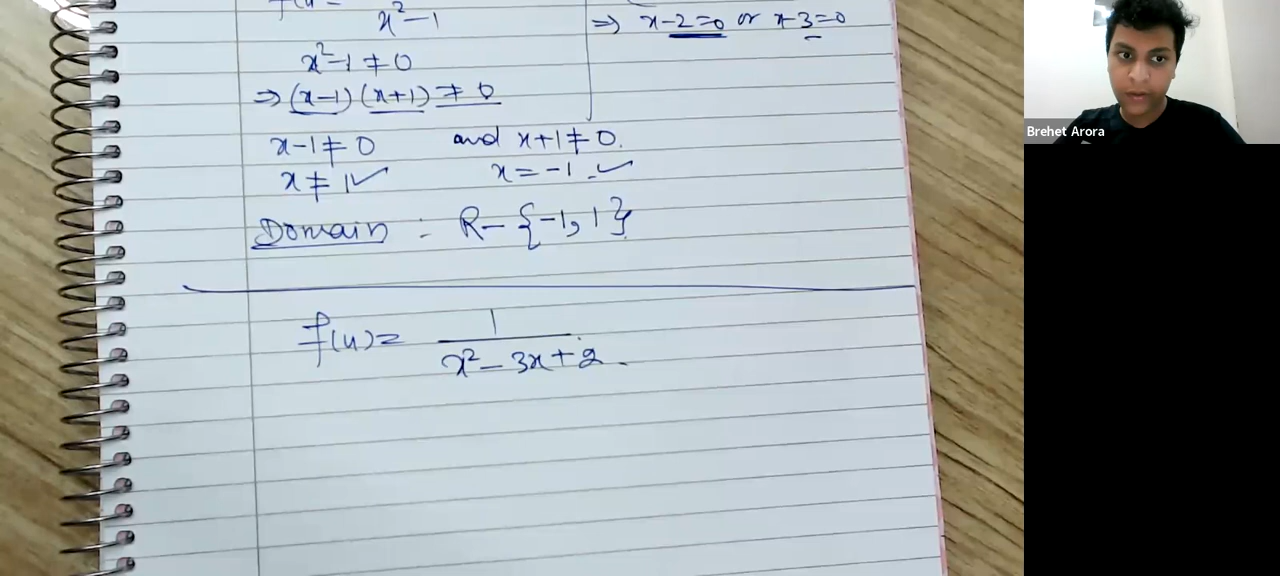 x²-1
⇒ x-2=0 or x-3=0
x²-1≠0
⇒ (x-1) (x+1) ≠ 0
x-1≠0 and x+1≠0.
x≠1✓ x=-1.✓
Domain : R-{-1, 1}
f(x)= 1
x²-3x+2.
Brehet Arora